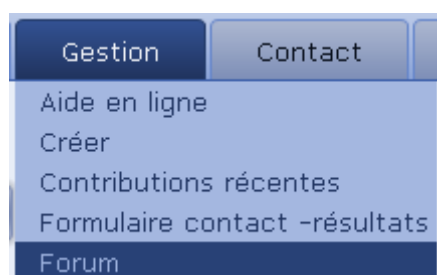 Gestion Contact
Aide en ligne
Créer
Contributions récentes
Formulaire contact -résultats
Forum